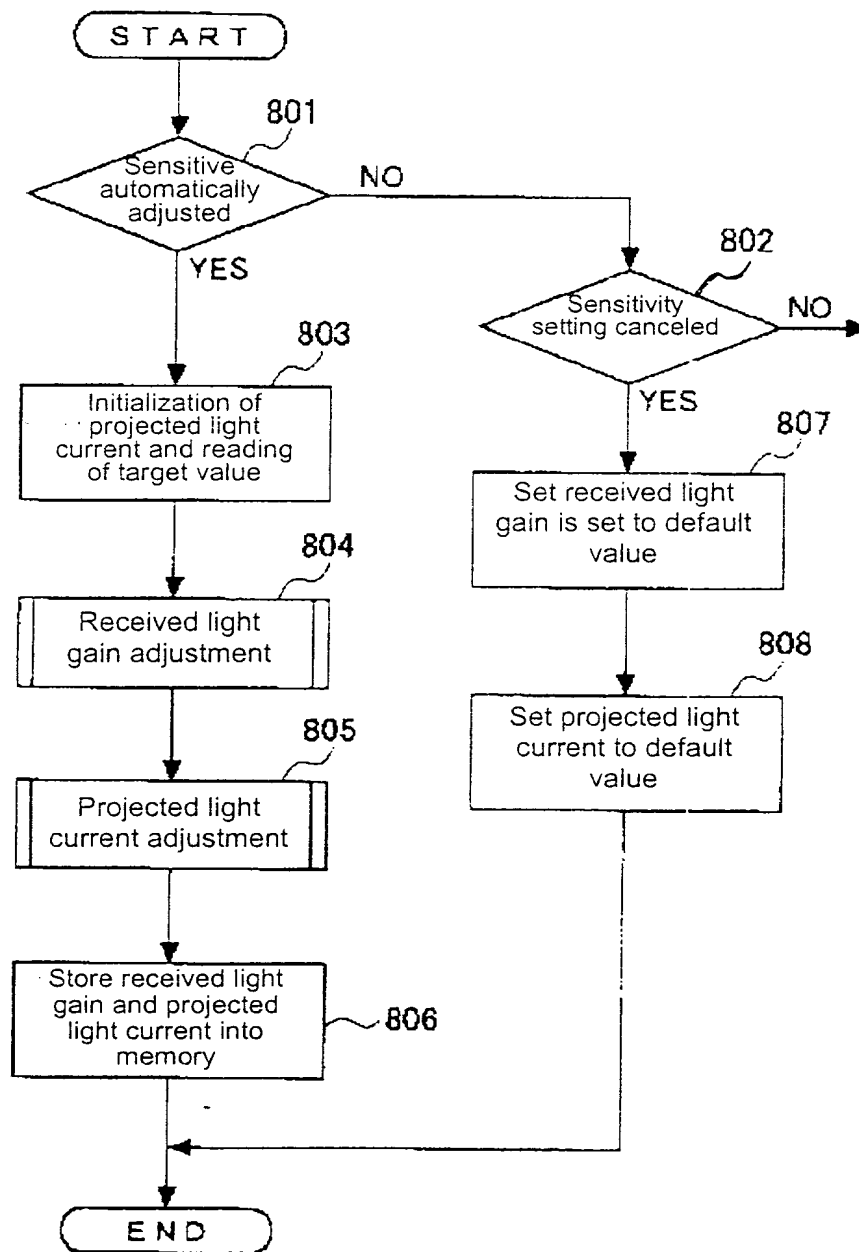 START
801
Sensitive
automatically
adjusted
NO
YES
802
Sensitivity
setting canceled
NO
YES
803
Initialization of
projected light
current and reading
of target value
807
Set received light
gain is set to default
value
804
Received light
gain adjustment
808
Set projected light
current to default
value
805
Projected light
current adjustment
Store received light
gain and projected
light current into
memory
806
END